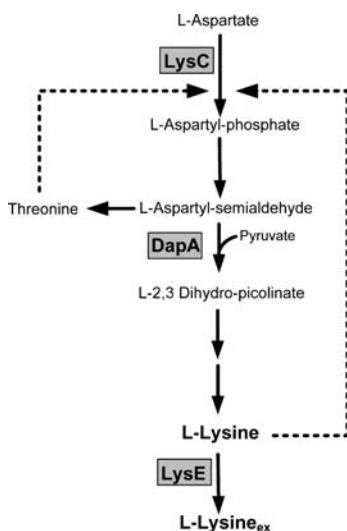 L-Aspartate
LysC
L-Aspartyl-phosphate
Threonine
L-Aspartyl-semialdehyde
DapA
Pyruvate
L-2,3 Dihydro-picolinate
L-Lysine
LysE
L-Lysineex